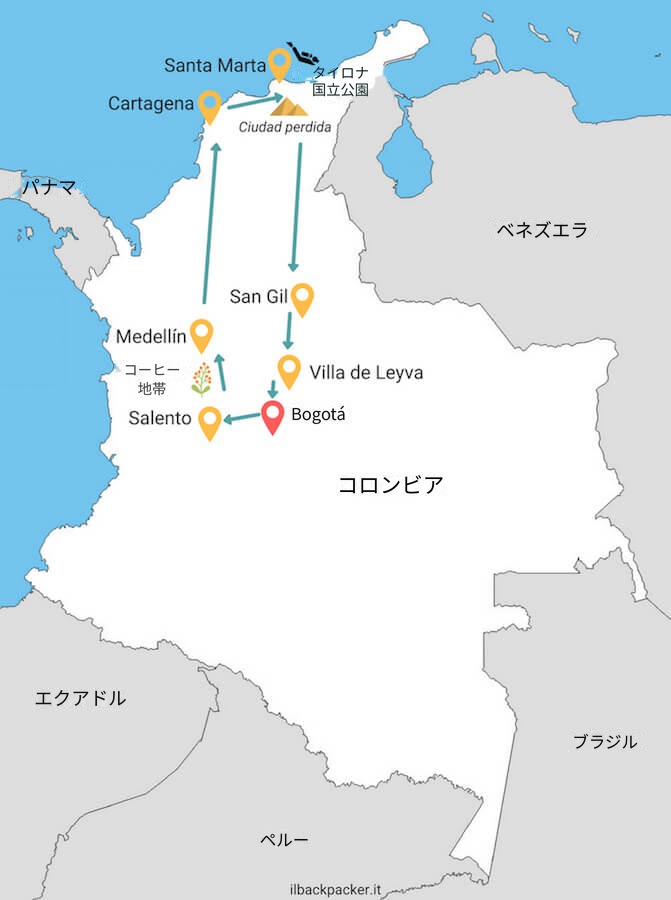 Santa Marta
タイロナ
国立公園
Cartagena
Ciudad perdida
パナマ
ベネズエラ
San Gil
Medellín
コーヒー
地帯
Villa de Leyva
Salento
Bogotá
コロンビア
エクアドル
ブラジル
ペルー
ilbackpacker.it